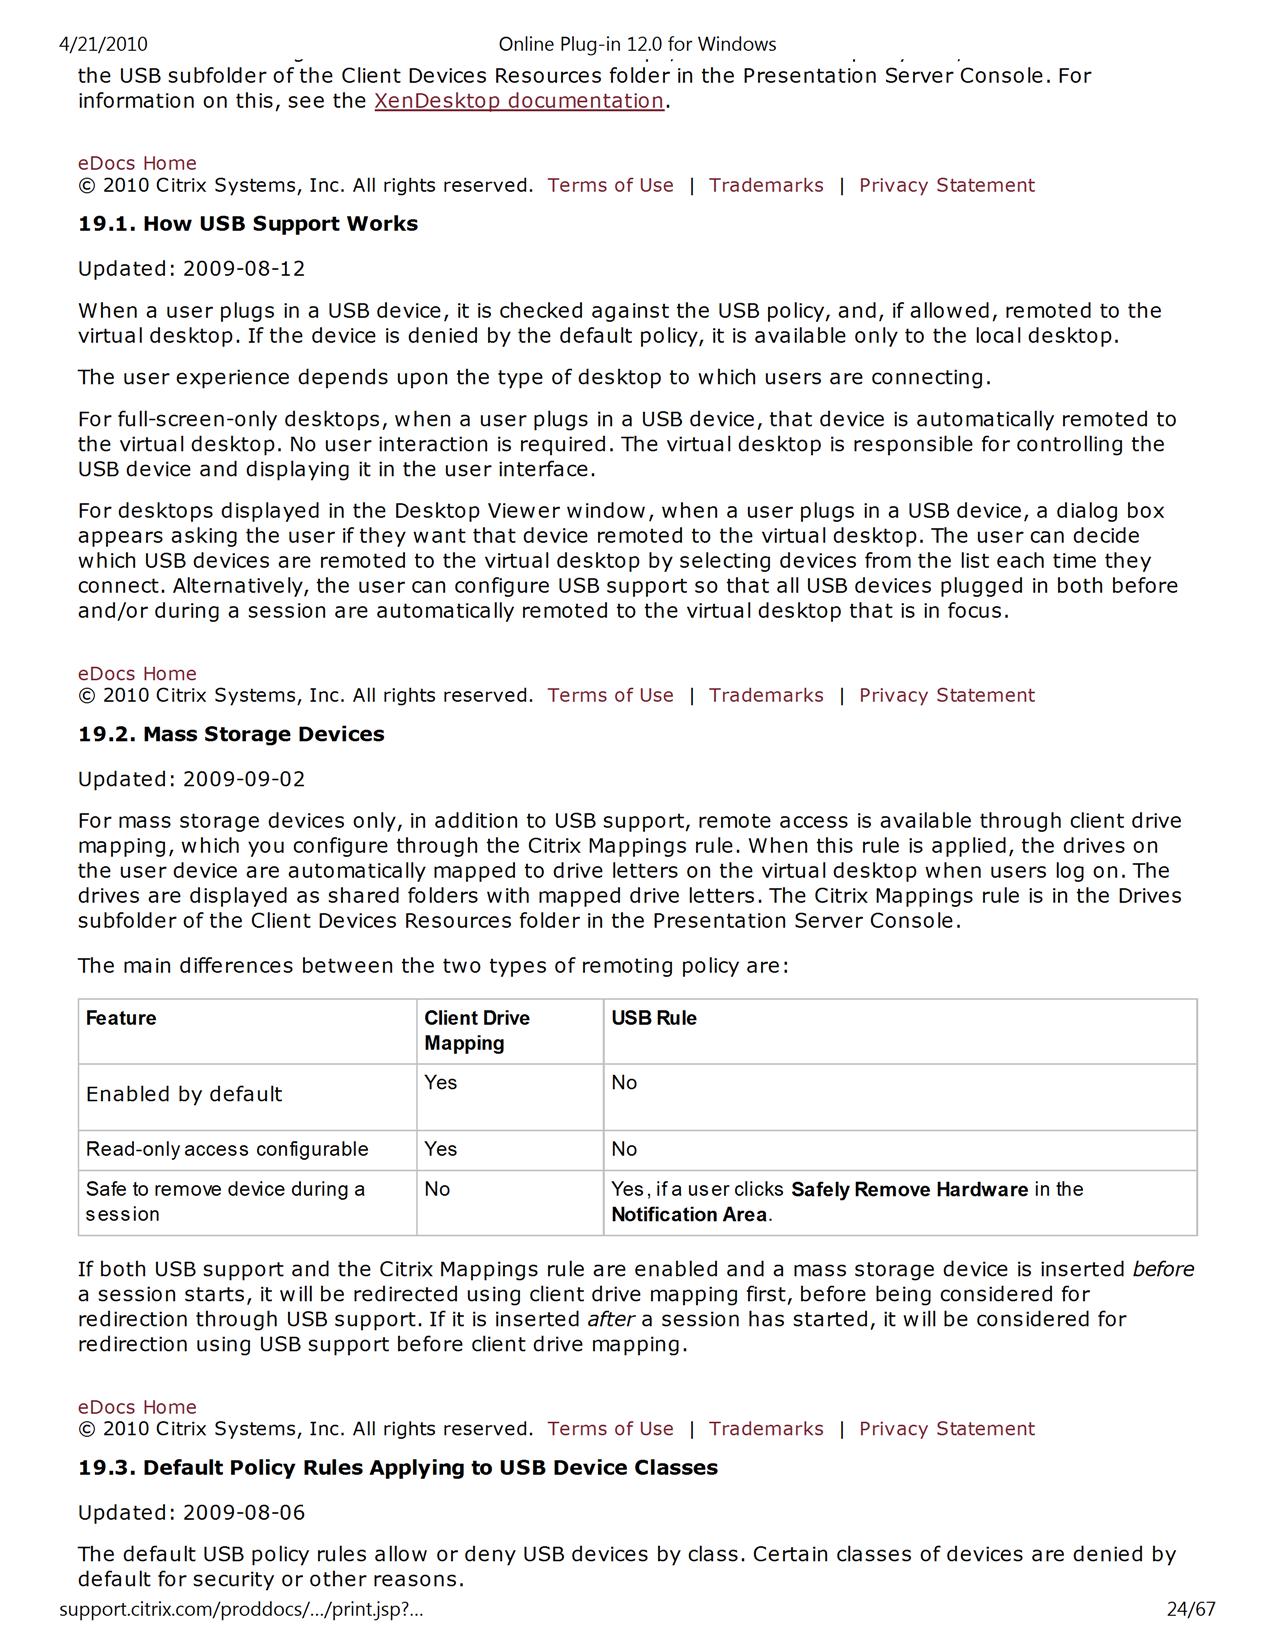 4/21/2010
Online Plug-in 12.0 for Windows
the USB subfolder of the Client Devices Resources folder in the Presentation Server Console. For
information on this, see the XenDesktop documentation.
eDocs Home
© 2010 Citrix Systems, Inc. All rights reserved. Terms of Use | Trademarks | Privacy Statement
19.1. How USB Support Works
Updated: 2009-08-12
When a user plugs in a USB device, it is checked against the USB policy, and, if allowed, remoted to the
virtual desktop. If the device is denied by the default policy, it is available only to the local desktop.
The user experience depends upon the type of desktop to which users are connecting.
For full-screen-only desktops, when a user plugs in a USB device, that device is automatically remoted to
the virtual desktop. No user interaction is required. The virtual desktop is responsible for controlling the
USB device and displaying it in the user interface.
For desktops displayed in the Desktop Viewer window, when a user plugs in a USB device, a dialog box
appears asking the user if they want that device remoted to the virtual desktop. The user can decide
which USB devices are remoted to the virtual desktop by selecting devices from the list each time they
connect. Alternatively, the user can configure USB support so that all USB devices plugged in both before
and/or during a session are automatically remoted to the virtual desktop that is in focus.
eDocs Home
© 2010 Citrix Systems, Inc. All rights reserved. Terms of Use | Trademarks | Privacy Statement
19.2. Mass Storage Devices
Updated: 2009-09-02
For mass storage devices only, in addition to USB support, remote access is available through client drive
mapping, which you configure through the Citrix Mappings rule. When this rule is applied, the drives on
the user device are automatically mapped to drive letters on the virtual desktop when users log on. The
drives are displayed as shared folders with mapped drive letters. The Citrix Mappings rule is in the Drives
subfolder of the Client Devices Resources folder in the Presentation Server Console.
The main differences between the two types of remoting policy are:
Feature
Client Drive
Mapping
USB Rule
Enabled by default
Yes
No
Read-only access configurable
Yes
No
Safe to remove device during a
session
No
Yes, if a user clicks Safely Remove Hardware in the
Notification Area.
If both USB support and the Citrix Mappings rule are enabled and a mass storage device is inserted before
a session starts, it will be redirected using client drive mapping first, before being considered for
redirection through USB support. If it is inserted after a session has started, it will be considered for
redirection using USB support before client drive mapping.
eDocs Home
© 2010 Citrix Systems, Inc. All rights reserved. Terms of Use | Trademarks | Privacy Statement
19.3. Default Policy Rules Applying to USB Device Classes
Updated: 2009-08-06
The default USB policy rules allow or deny USB devices by class. Certain classes of devices are denied by
default for security or other reasons.
support.citrix.com/proddocs/.../print.jsp?...
24/67